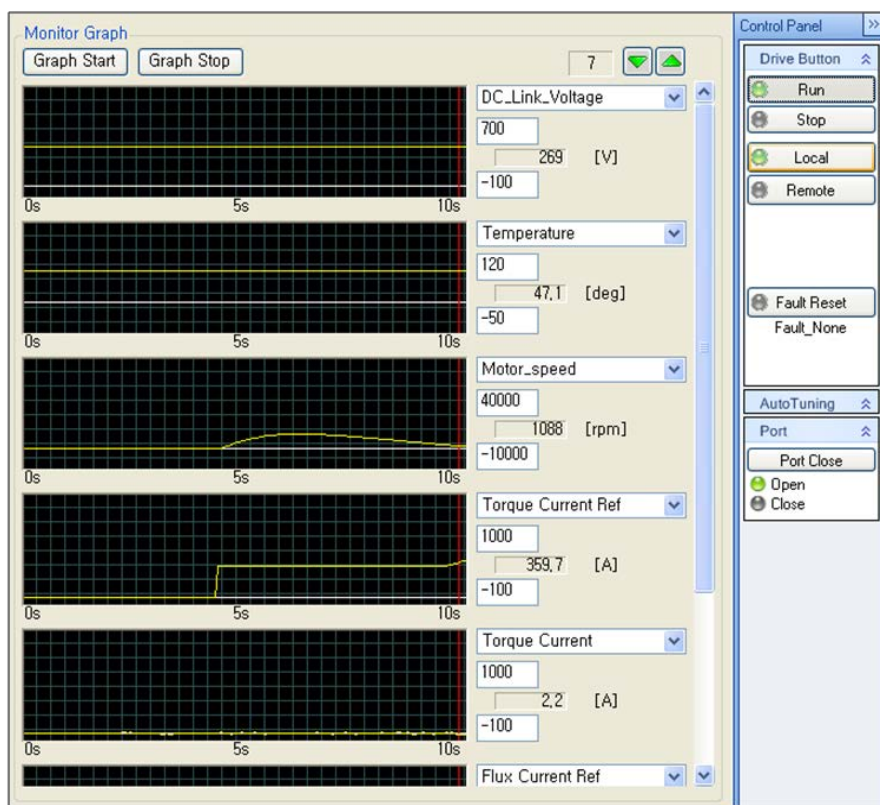 Monitor Graph
Graph Start
Graph Stop
7
DC_Link_Voltage
700
269 [V]
-100
0s 5s 10s
Temperature
120
47,1 [deg]
-50
0s 5s 10s
Motor_speed
40000
1088 [rpm]
-10000
0s 5s 10s
Torque Current Ref
1000
359,7 [A]
-100
0s 5s 10s
Torque Current
1000
2,2 [A]
-100
0s 5s 10s
Flux Current Ref
Control Panel
Drive Button
Run
Stop
Local
Remote
Fault Reset
Fault_None
AutoTuning
Port
Port Close
Open
Close